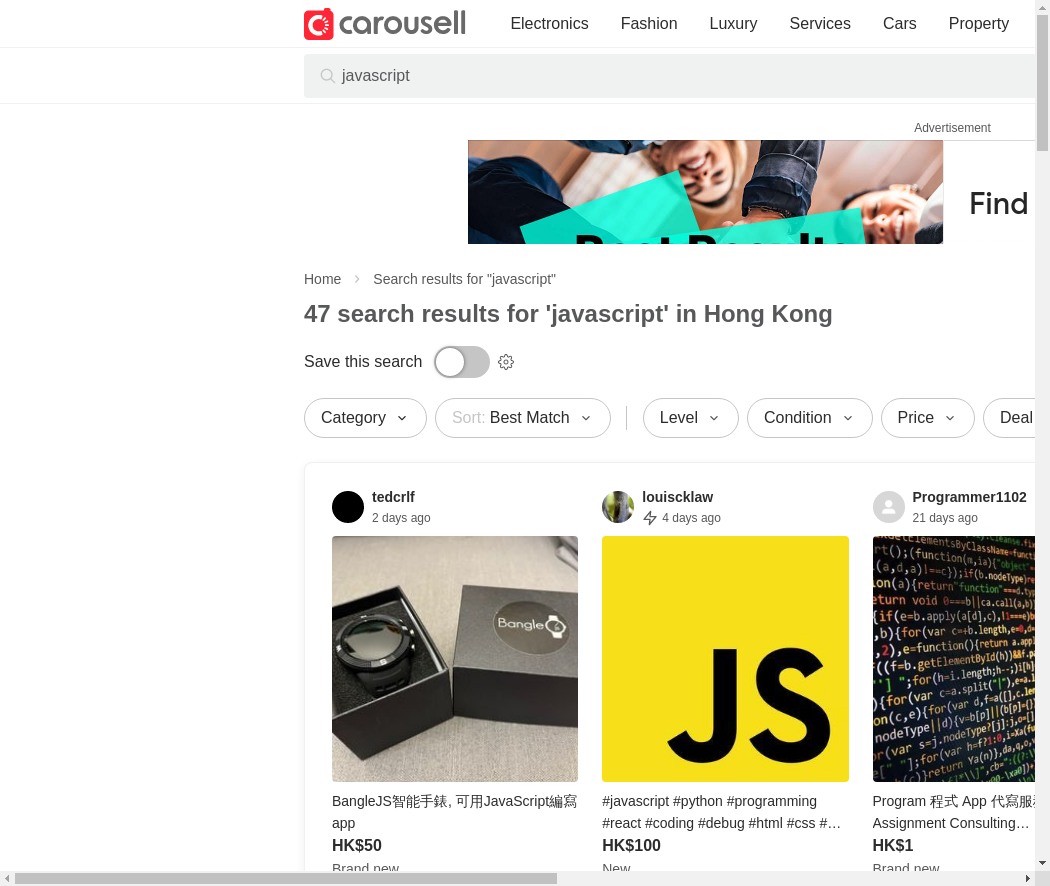 carousell
Electronics
Fashion
Luxury
Services
Cars
Property
javascript
Advertisement
Find
Home
Search results for "javascript"
47 search results for 'javascript' in Hong Kong
Save this search
Category
Sort: Best Match
Level
Condition
Price
Deal
tedcrlf
2 days ago
louiscklaw
4 days ago
Programmer1102
21 days ago
Bangle
JS
BangleJS智能手錶, 可用JavaScript編寫
app
HK$50
Brand new
#javascript #python #programming
#react #coding #debug #html #css #…
HK$100
New
Program 程式 App 代寫服
Assignment Consulting…
HK$1
Brand new